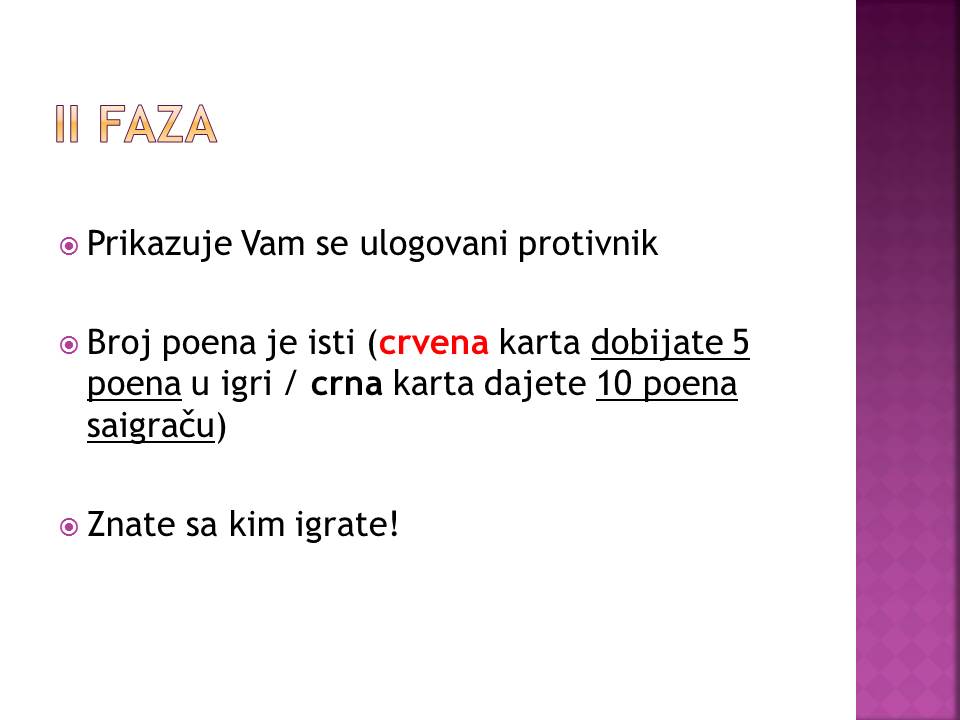 II FAZA
Prikazuje Vam se ulogovani protivnik
Broj poena je isti (crvena karta dobijate 5
poena u igri / crna karta dajete 10 poena
saigraču)
Znate sa kim igrate!